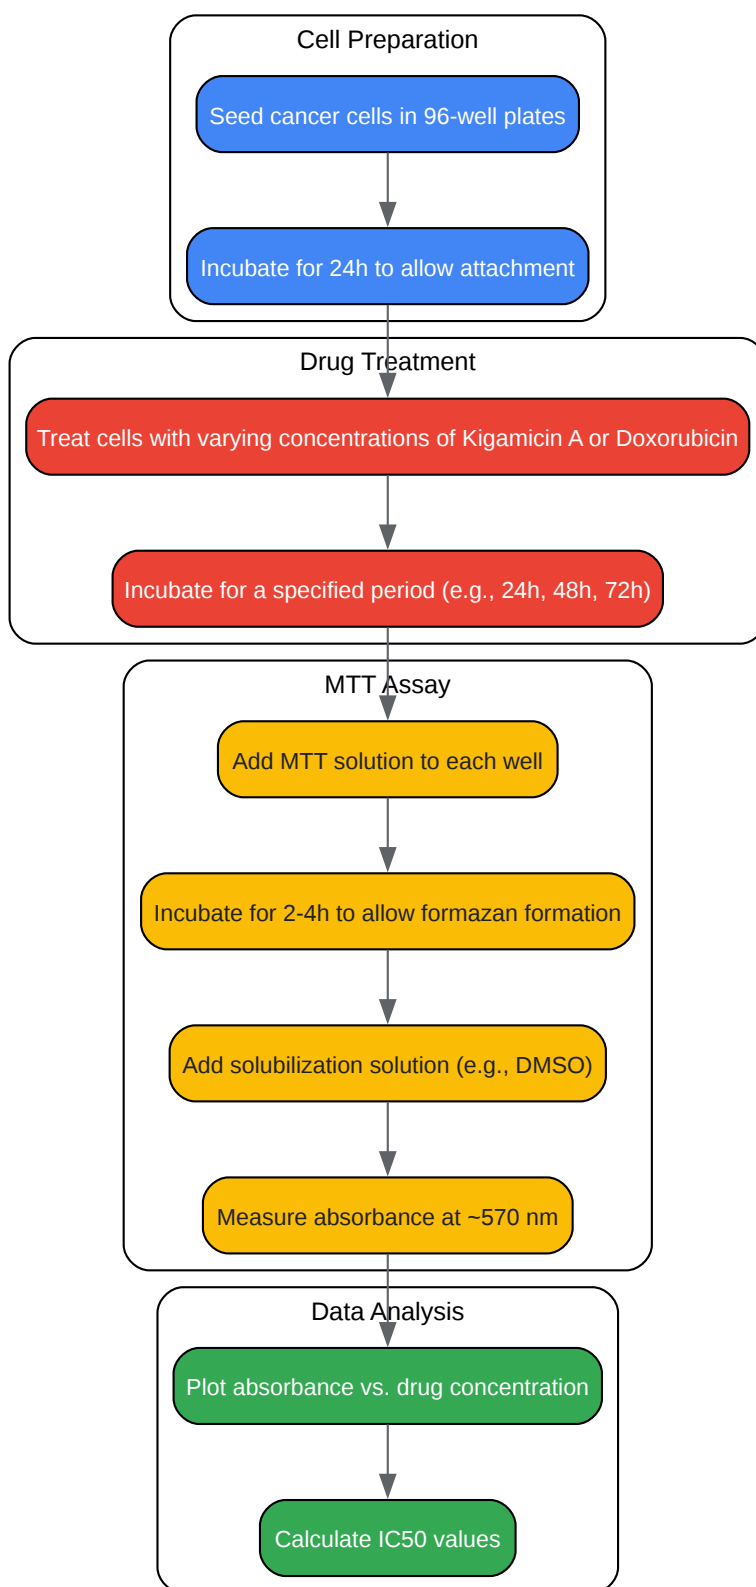 Cell Preparation
Seed cancer cells in 96-well plates
Incubate for 24h to allow attachment
Drug Treatment
Treat cells with varying concentrations of Kigamicin A or Doxorubicin
Incubate for a specified period (e.g., 24h, 48h, 72h)
MTT Assay
Add MTT solution to each well
Incubate for 2-4h to allow formazan formation
Add solubilization solution (e.g., DMSO)
Measure absorbance at ~570 nm
Data Analysis
Plot absorbance vs. drug concentration
Calculate IC50 values